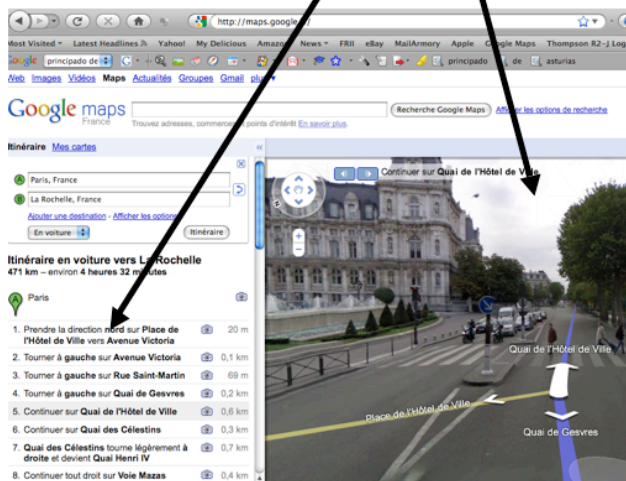 http://maps.google.
Most Visited Latest Headlines Yahoo! My Delicious Amazon News FRII eBay MailArmory Apple Google Maps Thompson R2-J Log
Google principado de G principado de asturias
Web Images Vidéos Maps Actualités Groupes Gmail plus
Google maps
France
Recherche Google Maps Afficher les options de recherche
Trouvez adresses, commerces points d'intérêt En savoir plus.
Itinéraire Mes cartes «
A Paris, France
B La Rochelle, France
Ajouter une destination - Afficher les options
En voiture Itinéraire
Itinéraire en voiture vers La Rochelle
471 km – environ 4 heures 32 minutes
A Paris
1. Prendre la direction nord sur Place de 20 m
l'Hôtel de Ville vers Avenue Victoria
2. Tourner à gauche sur Avenue Victoria 0,1 km
3. Tourner à gauche sur Rue Saint-Martin 69 m
4. Tourner à gauche sur Quai de Gesvres 0,2 km
5. Continuer sur Quai de l'Hôtel de Ville 0,6 km
6. Continuer sur Quai des Célestins 0,3 km
7. Quai des Célestins tourne légèrement à 0,7 km
droite et devient Quai Henri IV
8. Continuer tout droit sur Voie Mazas 0,4 km
Continuer sur Quai de l'Hôtel de Ville
Quai de l'Hôtel de Ville
Place de l'Hôtel de Ville
Quai de Gesvres